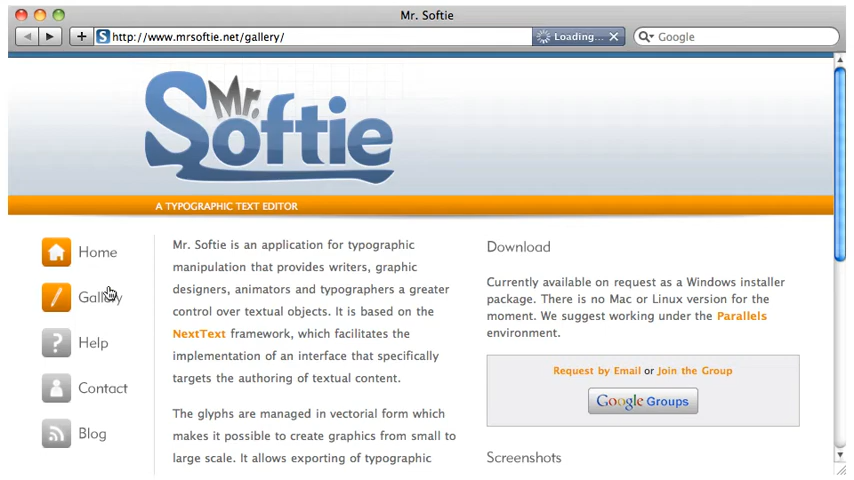 Mr. Softie
http://www.mrsoftie.net/gallery/
Loading...
Google
Mr. Softie
A TYPOGRAPHIC TEXT EDITOR
Home
Gallery
Help
Contact
Blog
Mr. Softie is an application for typographic
manipulation that provides writers, graphic
designers, animators and typographers a greater
control over textual objects. It is based on the
NextText framework, which facilitates the
implementation of an interface that specifically
targets the authoring of textual content.
The glyphs are managed in vectorial form which
makes it possible to create graphics from small to
large scale. It allows exporting of typographic
Download
Currently available on request as a Windows installer
package. There is no Mac or Linux version for the
moment. We suggest working under the Parallels
environment.
Request by Email or Join the Group
Google Groups
Screenshots